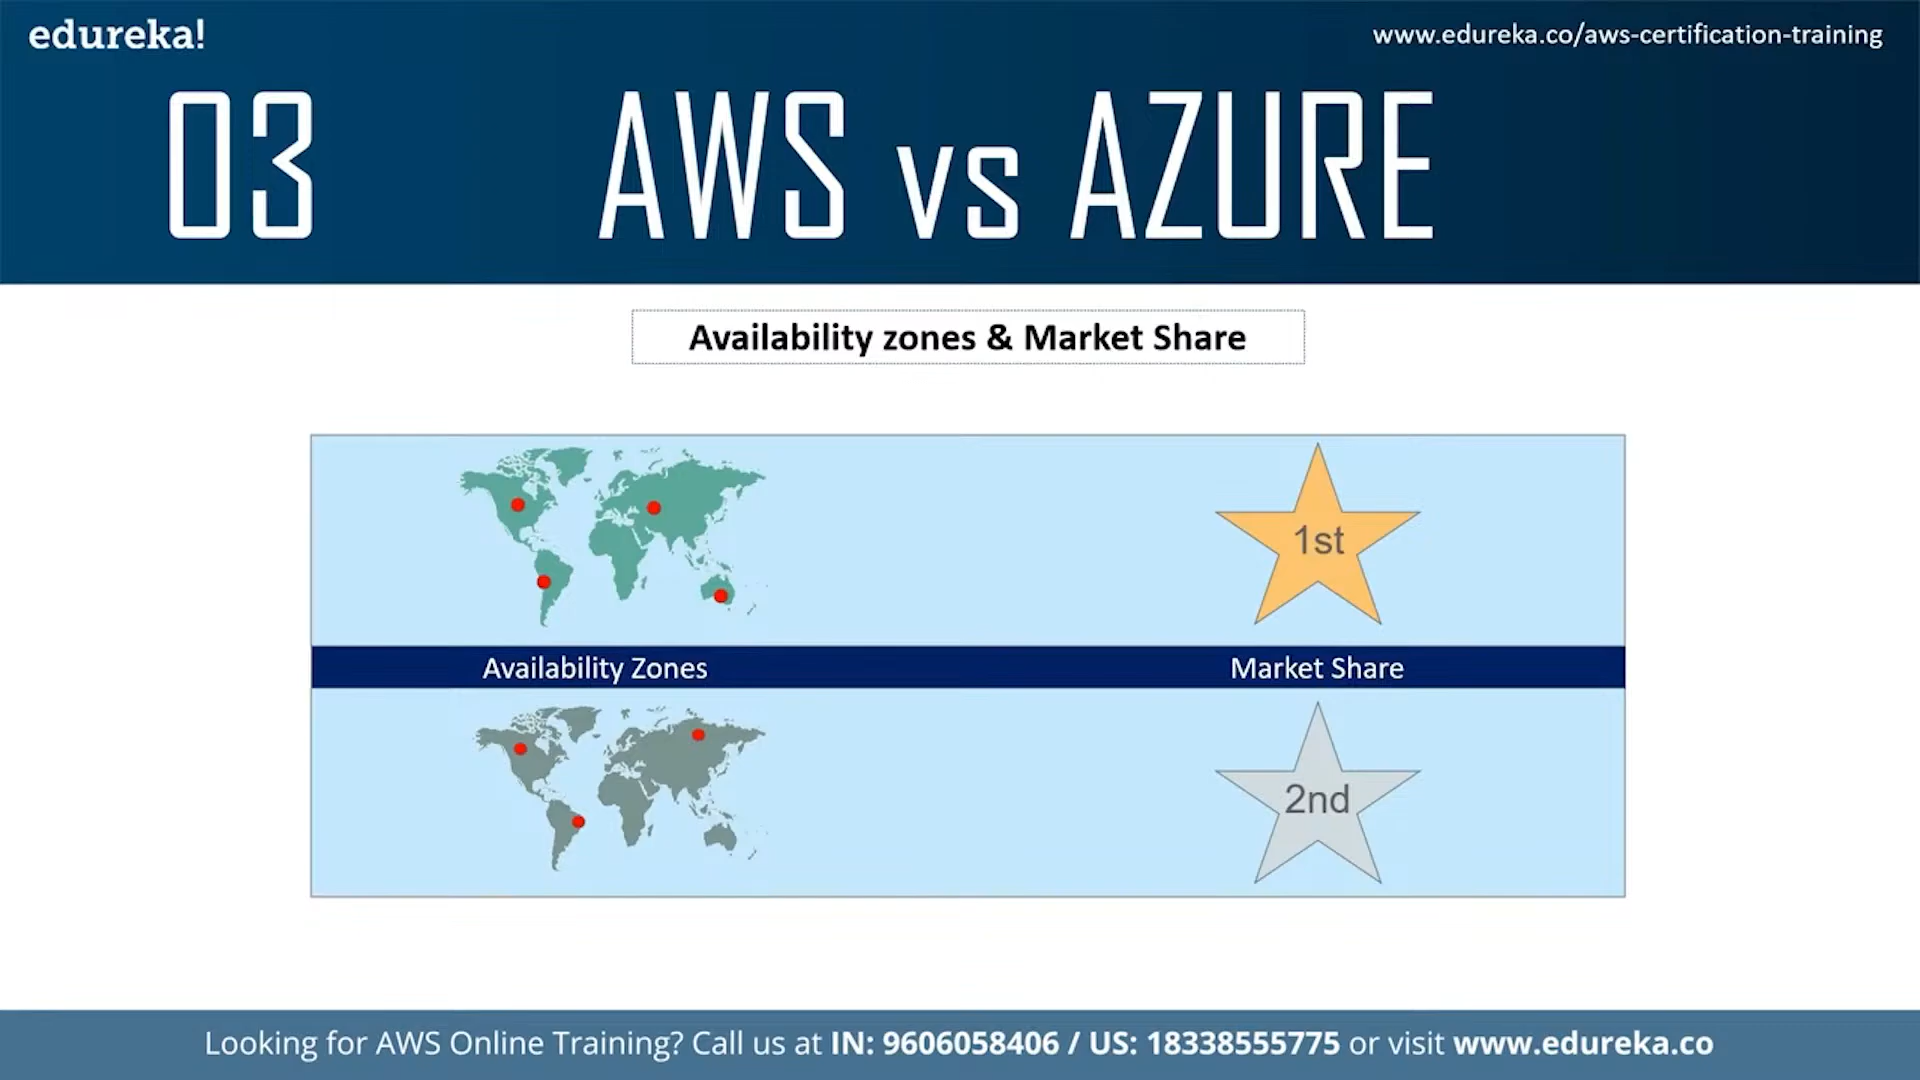 edureka!
www.edureka.co/aws-certification-training
03 AWS vs AZURE
Availability zones & Market Share
1st
Availability Zones Market Share
2nd
Looking for AWS Online Training? Call us at IN: 9606058406 / US: 18338555775 or visit www.edureka.co